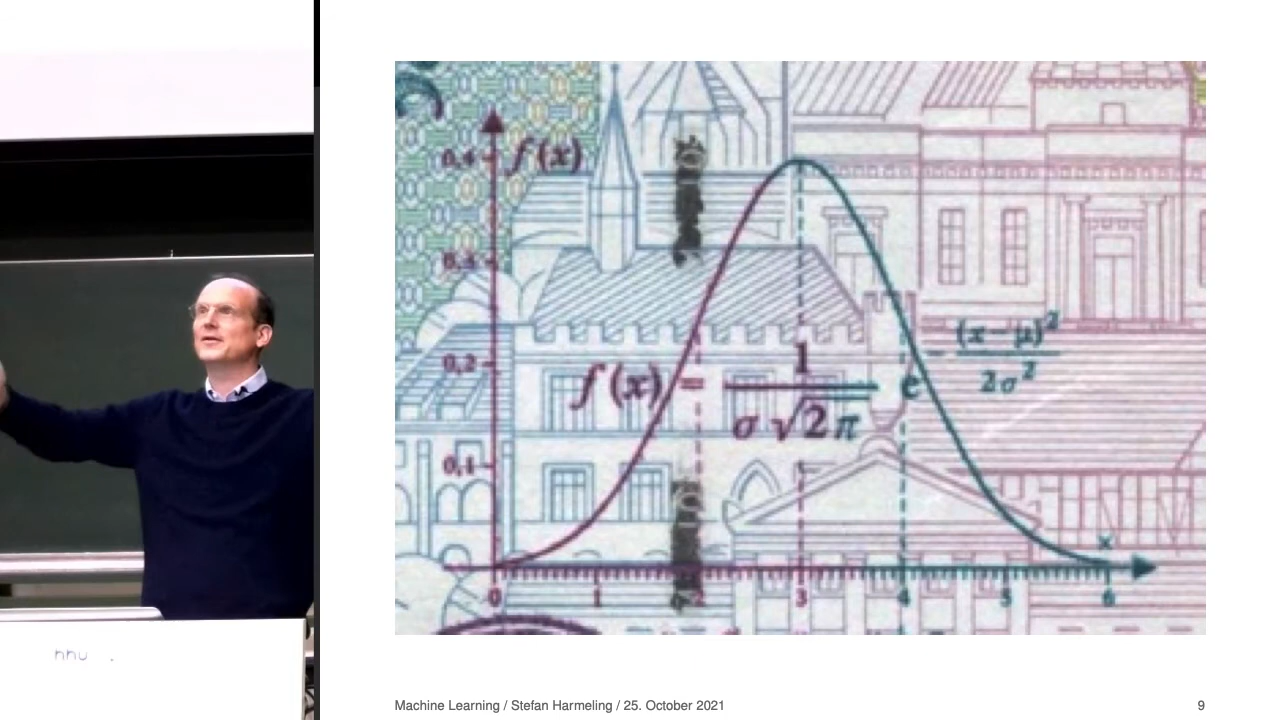 f(x)
0,4
0,3
0,2
0,1
f(x) = 1 / σ √2π e - (x-μ)² / 2σ²
x
0 1 2 3 4 5 6
hhu
Machine Learning / Stefan Harmeling / 25. October 2021
9